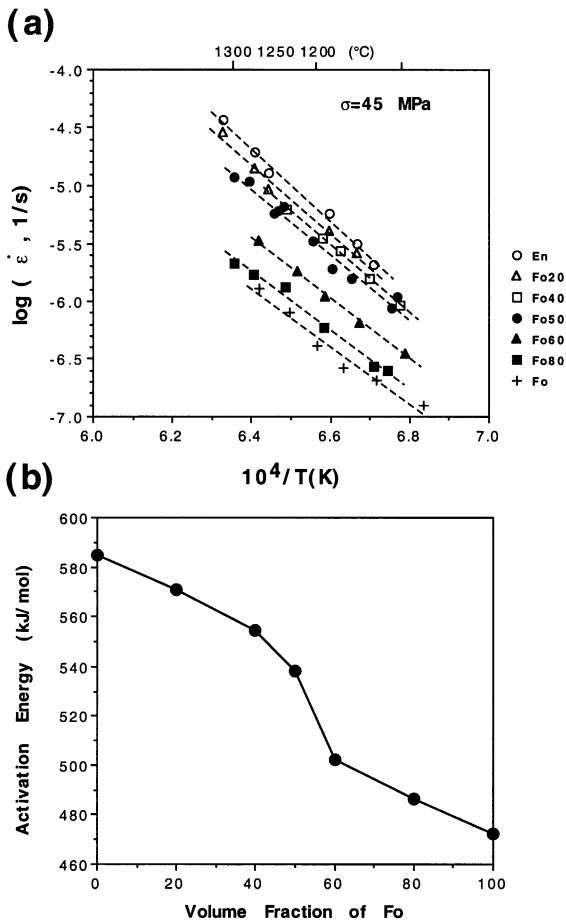 (a)
1300 1250 1200 (°C)
-4.0
-4.5
-5.0
-5.5
-6.0
-6.5
-7.0
log ( ε̇ , 1/s)
σ=45 MPa
En
Fo20
Fo40
Fo50
Fo60
Fo80
Fo
6.0 6.2 6.4 6.6 6.8 7.0
10⁴/T(K)
(b)
600
580
560
540
520
500
480
460
Activation Energy (kJ/mol)
0 20 40 60 80 100
Volume Fraction of Fo